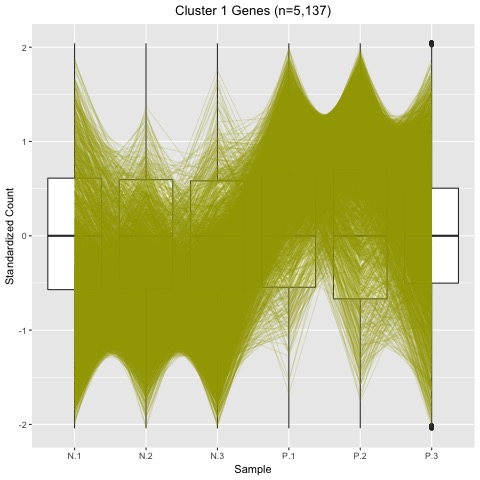 Cluster 1 Genes (n=5,137)
Standardized Count
2
1
0
-1
-2
N.1 N.2 N.3 P.1 P.2 P.3
Sample